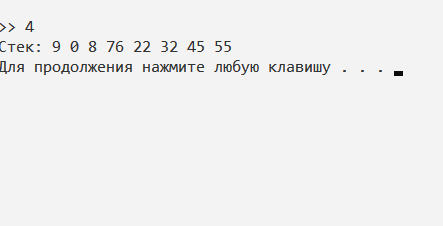 >> 4
Стек: 9 0 8 76 22 32 45 55
Для продолжения нажмите любую клавишу . . .